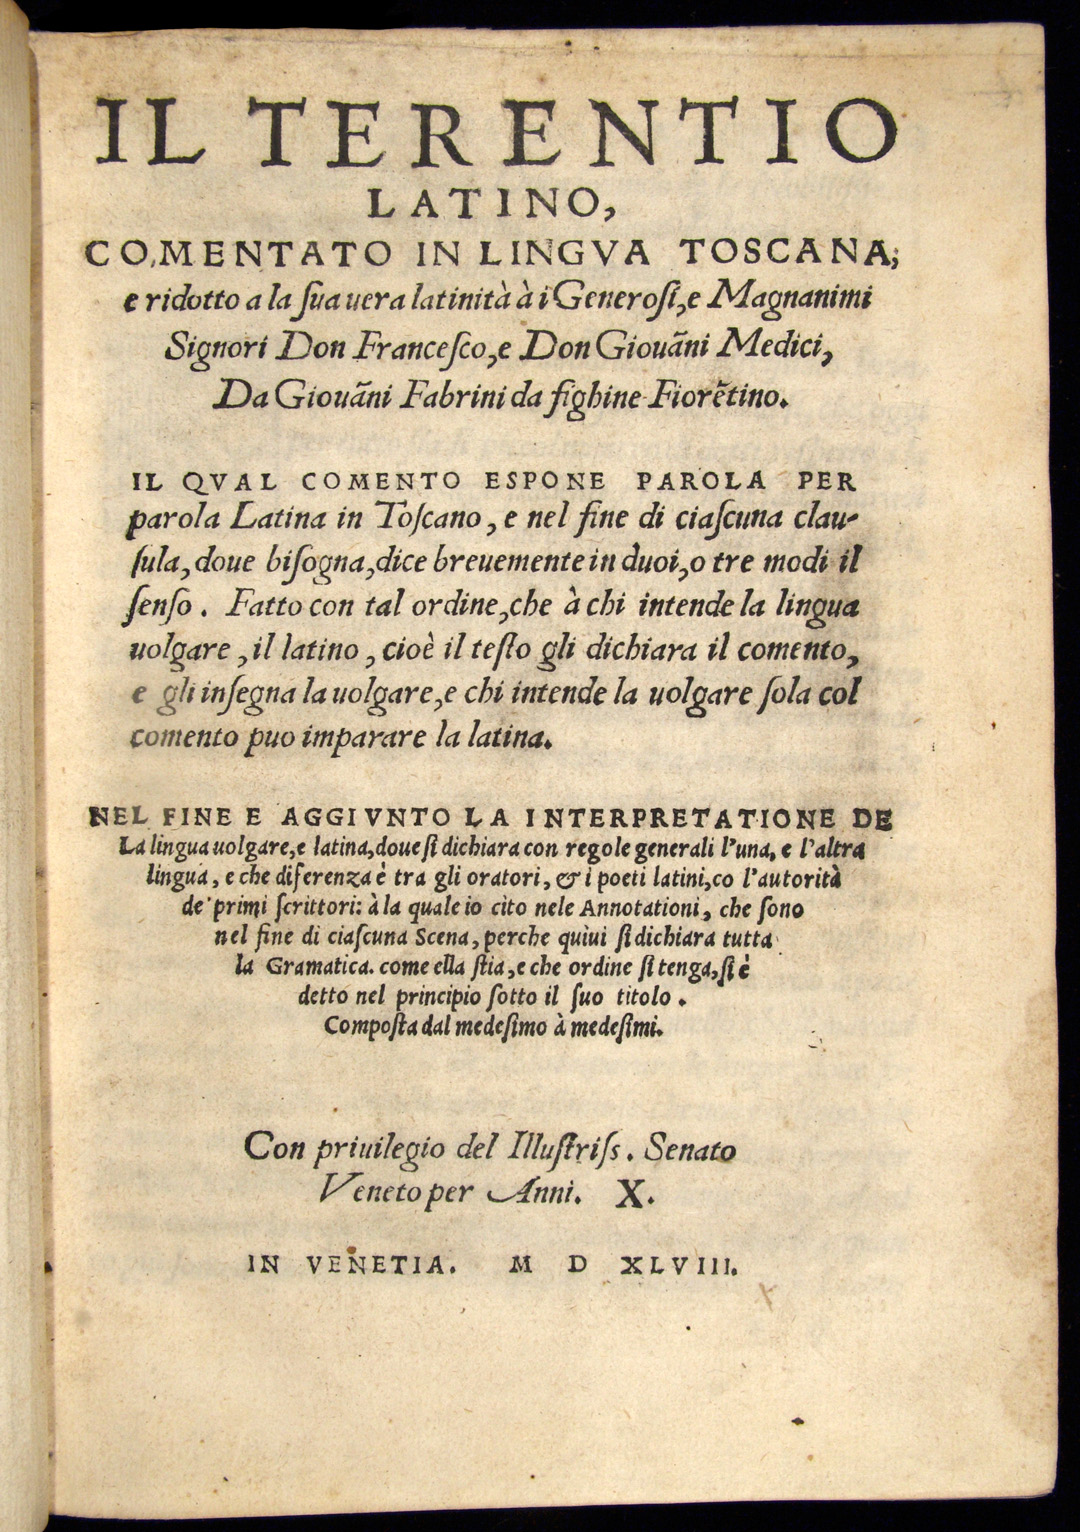 IL TERENTIO
LATINO,
COMENTATO IN LINGVA TOSCANA;
e ridotto a la ſua uera latinità à i Generoſi, e Magnanimi
Signori Don Franceſco, e Don Giouãni Medici,
Da Giouãni Fabrini da fighine Fiorẽtino.
IL QVAL COMENTO ESPONE PAROLA PER
parola Latina in Toſcano, e nel fine di ciaſcuna clau-
ſula, doue biſogna, dice breuemente in duoi, o tre modi il
ſenſo. Fatto con tal ordine, che à chi intende la lingua
uolgare, il latino, cioè il teſto gli dichiara il comento,
e gli inſegna la uolgare, e chi intende la uolgare ſola col
comento puo imparare la latina.
NEL FINE E AGGIVNTO LA INTERPRETATIONE DE
La lingua uolgare, e latina, doue ſi dichiara con regole generali l'una, e l'altra
lingua, e che diferenza è tra gli oratori, & i poeti latini, co l'autorità
de' primi ſcrittori: à la quale io cito nele Annotationi, che ſono
nel fine di ciaſcuna Scena, perche quiui ſi dichiara tutta
la Gramatica. come ella ſtia, e che ordine ſi tenga, ſi è
detto nel principio ſotto il ſuo titolo.
Compoſta dal medeſimo à medeſimi.
Con priuilegio del Illuſtriſs. Senato
Veneto per Anni. X.
IN VENETIA. M D XLVIII.